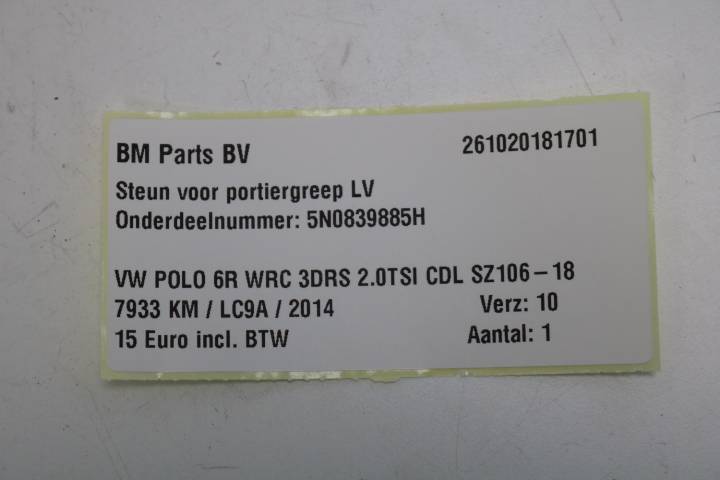 BM Parts BV 261020181701
Steun voor portiergreep LV
Onderdeelnummer: 5N0839885H
VW POLO 6R WRC 3DRS 2.0TSI CDL SZ106-18
7933 KM / LC9A / 2014 Verz: 10
15 Euro incl. BTW Aantal: 1